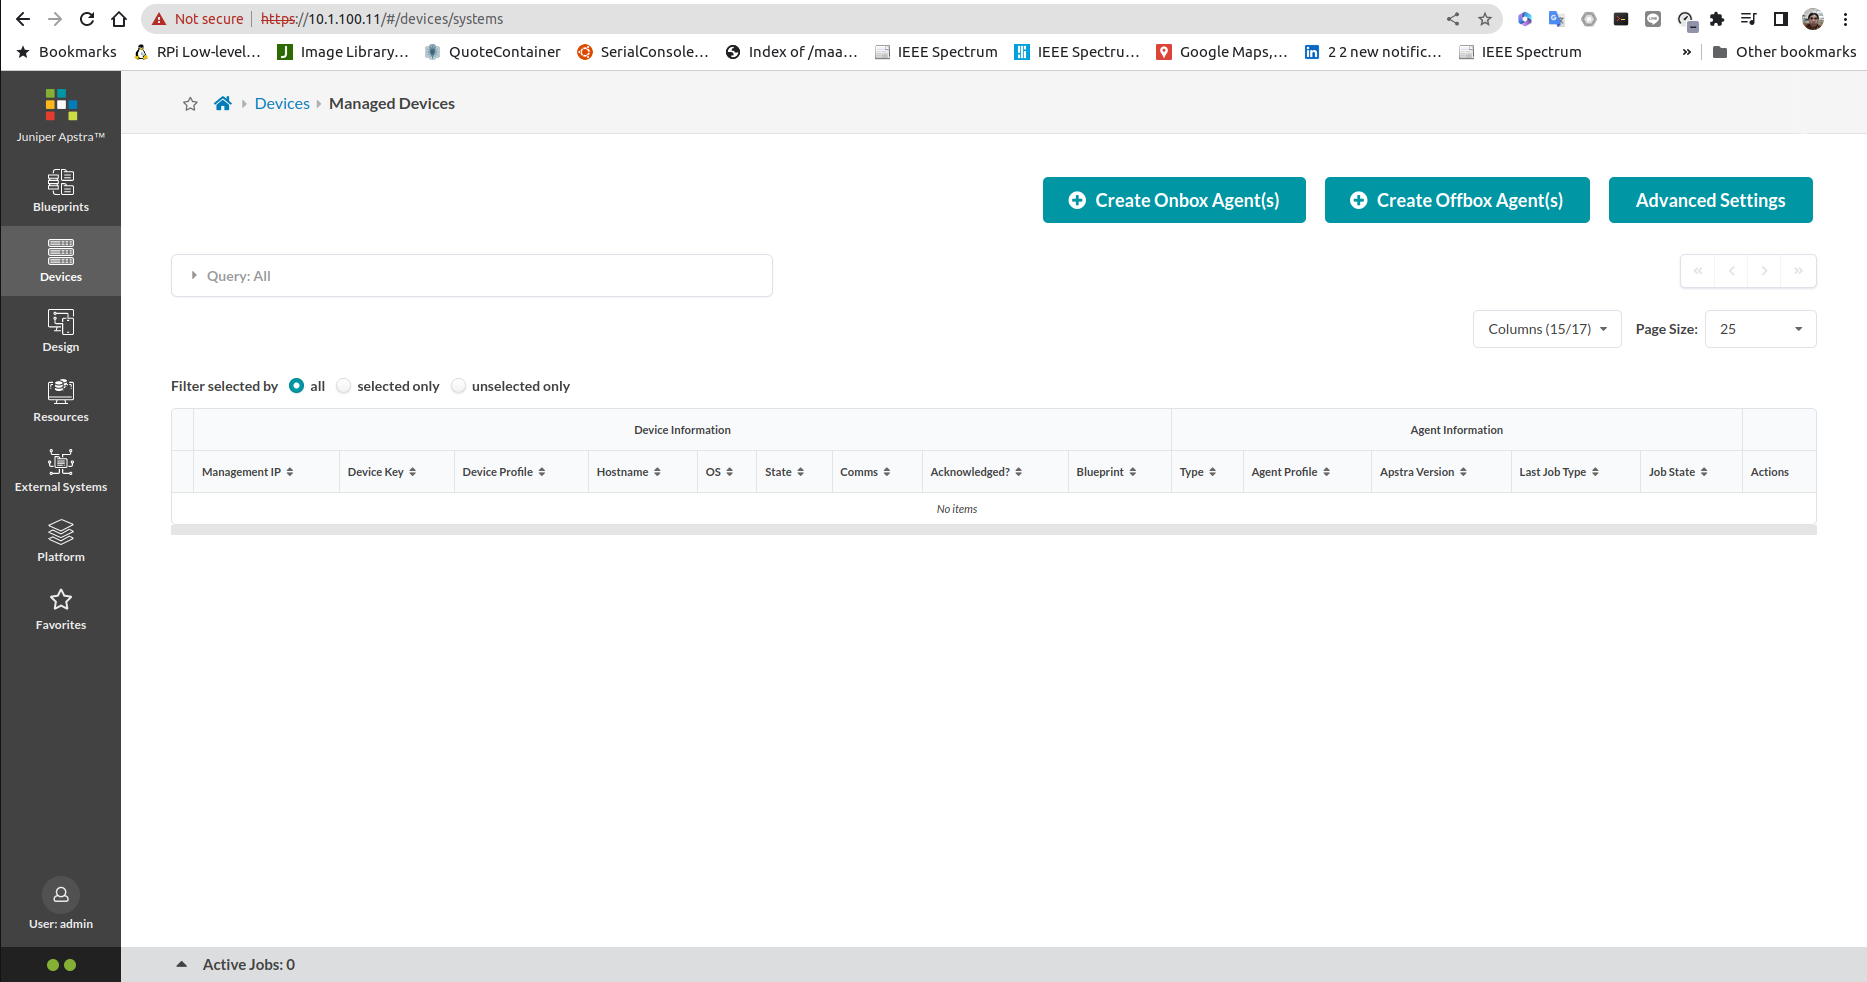 Not secure https://10.1.100.11/#/devices/systems
Bookmarks RPi Low-level... Image Library... QuoteContainer SerialConsole... Index of /maa... IEEE Spectrum IEEE Spectru... Google Maps,... 2 2 new notific... IEEE Spectrum » Other bookmarks
Juniper Apstra™
Devices Managed Devices
Blueprints
Create Onbox Agent(s) Create Offbox Agent(s) Advanced Settings
Devices
Query: All
Design
Columns (15/17) Page Size: 25
Resources
Filter selected by all selected only unselected only
Device Information Agent Information
Management IP Device Key Device Profile Hostname OS State Comms Acknowledged? Blueprint Type Agent Profile Apstra Version Last Job Type Job State Actions
External Systems
No items
Platform
Favorites
User: admin
Active Jobs: 0